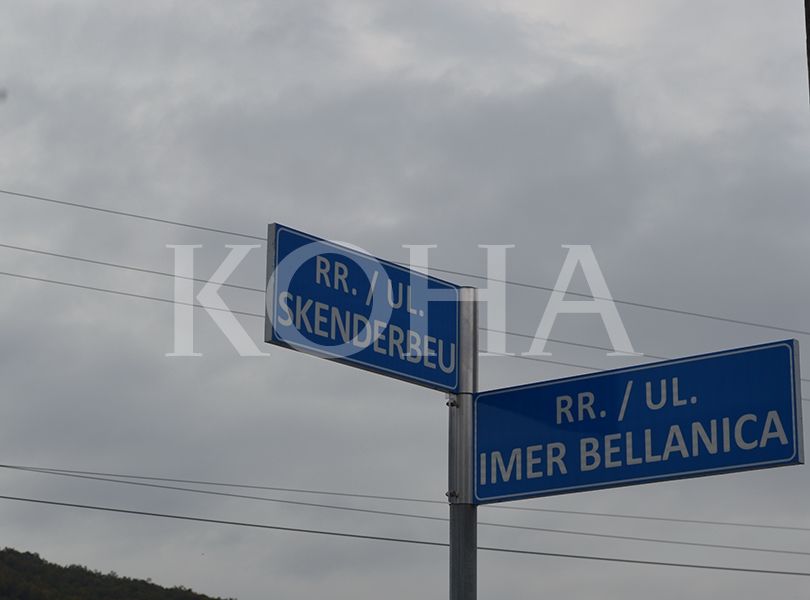 KOHA
RR. / UL.
SKENDERBEU
RR. / UL.
IMER BELLANICA